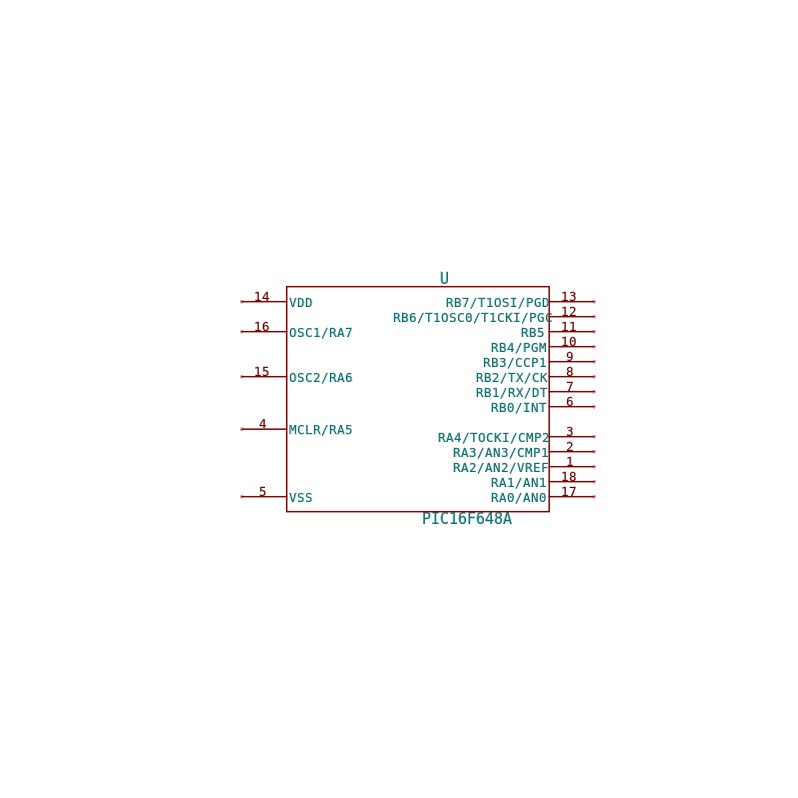 U
14 VDD RB7/T1OSI/PGD 13
RB6/T1OSC0/T1CKI/PGC 12
16 OSC1/RA7 RB5 11
RB4/PGM 10
RB3/CCP1 9
15 OSC2/RA6 RB2/TX/CK 8
RB1/RX/DT 7
RB0/INT 6
4 MCLR/RA5
RA4/TOCKI/CMP2 3
RA3/AN3/CMP1 2
RA2/AN2/VREF 1
RA1/AN1 18
5 VSS RA0/AN0 17
PIC16F648A